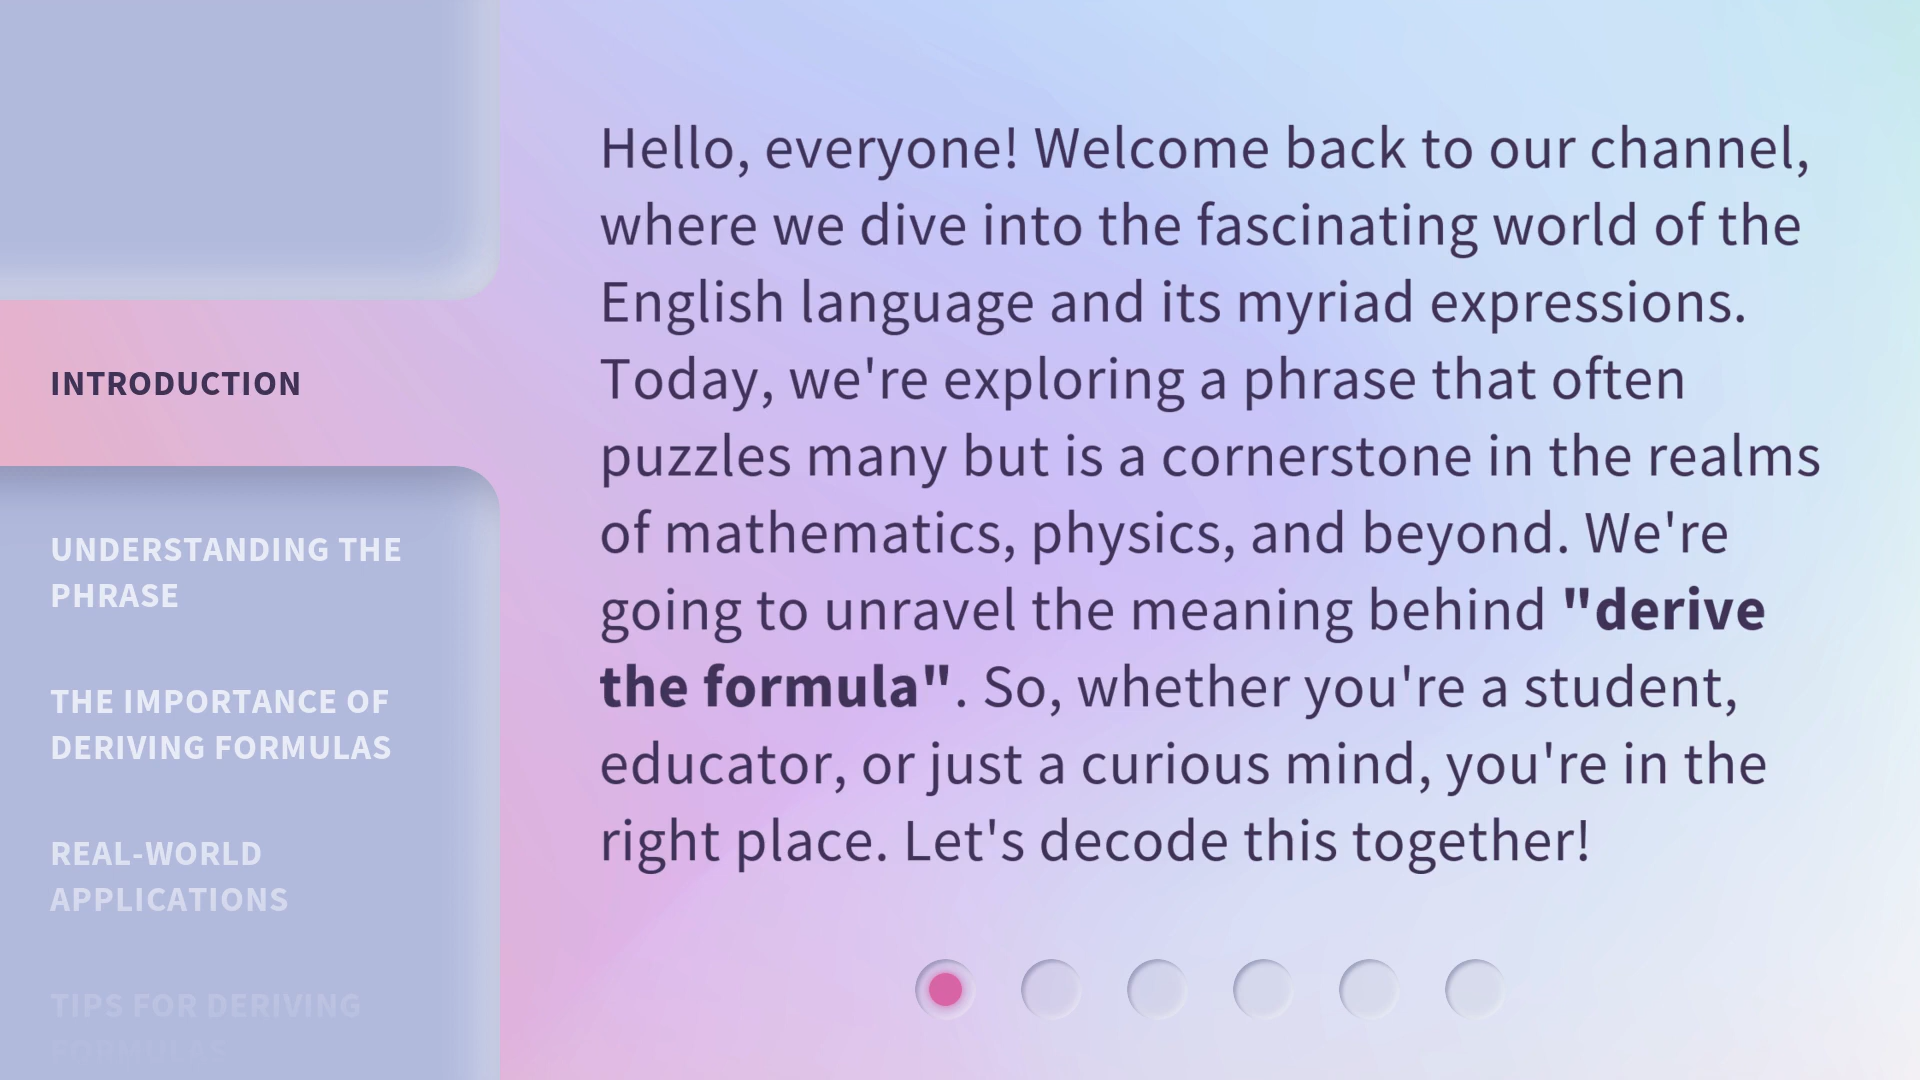 INTRODUCTION
UNDERSTANDING THE
PHRASE
THE IMPORTANCE OF
DERIVING FORMULAS
REAL-WORLD
APPLICATIONS
TIPS FOR DERIVING
FORMULAS
Hello, everyone! Welcome back to our channel,
where we dive into the fascinating world of the
English language and its myriad expressions.
Today, we're exploring a phrase that often
puzzles many but is a cornerstone in the realms
of mathematics, physics, and beyond. We're
going to unravel the meaning behind "derive
the formula". So, whether you're a student,
educator, or just a curious mind, you're in the
right place. Let's decode this together!